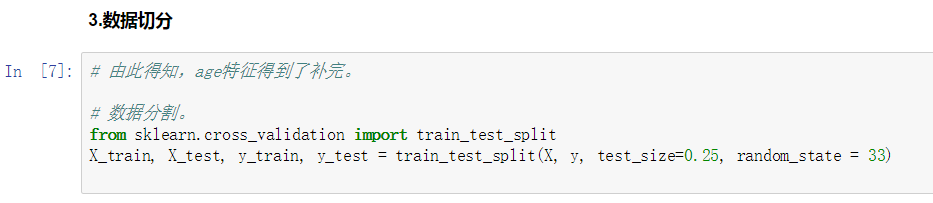 3.数据切分
In [7]: # 由此得知，age特征得到了补完。
# 数据分割。
from sklearn.cross_validation import train_test_split
X_train, X_test, y_train, y_test = train_test_split(X, y, test_size=0.25, random_state = 33)